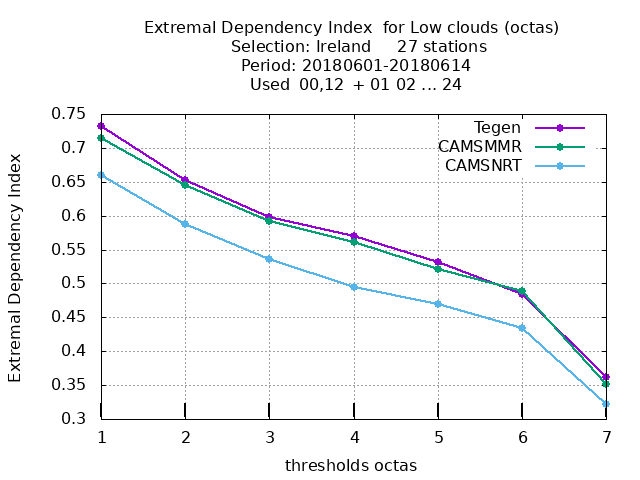 Extremal Dependency Index  for Low clouds (octas)
Selection: Ireland     27 stations
Period: 20180601-20180614
Used  00,12  + 01 02 ... 24
Extremal Dependency Index
0.75
0.7
0.65
0.6
0.55
0.5
0.45
0.4
0.35
0.3
Tegen
CAMSMMR
CAMSNRT
1 2 3 4 5 6 7
thresholds octas